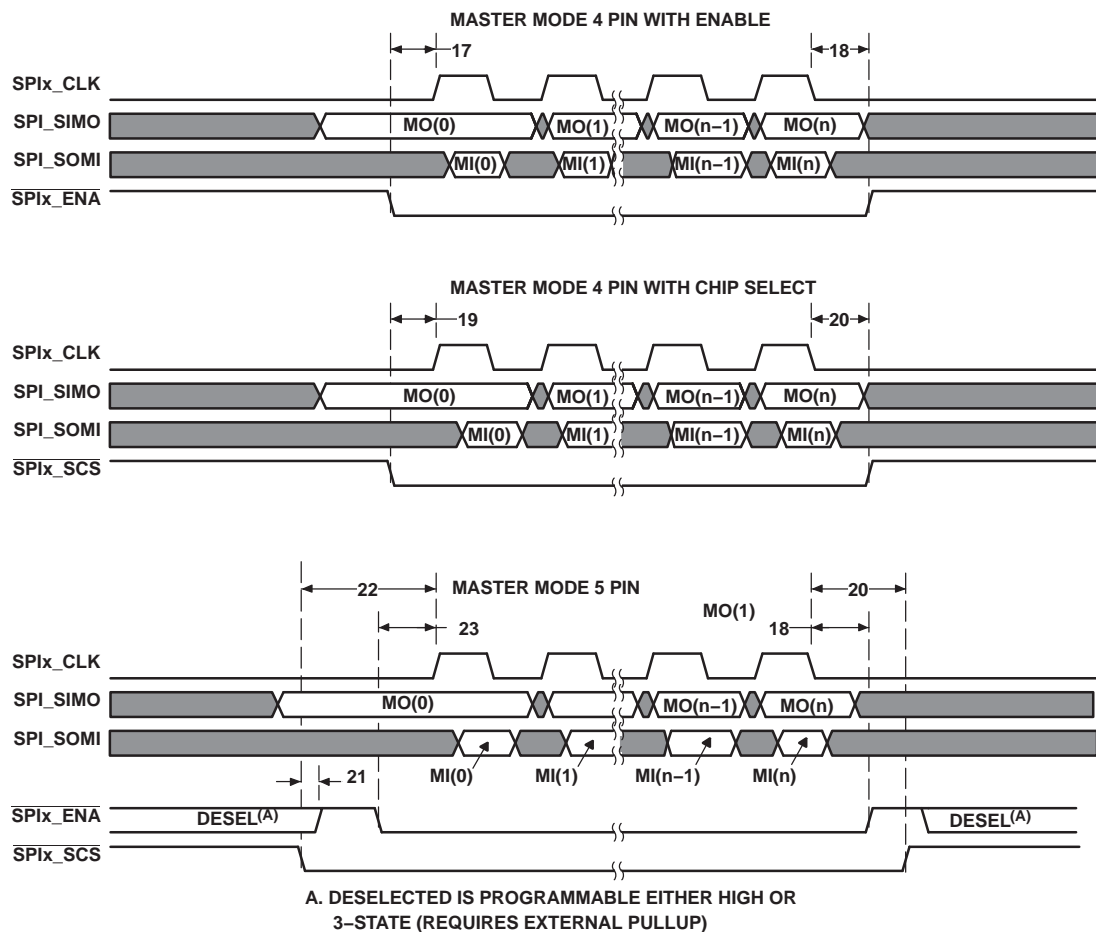 MASTER MODE 4 PIN WITH ENABLE
17
18
SPIx_CLK
SPI_SIMO
MO(0)
MO(1)
MO(n−1)
MO(n)
SPI_SOMI
MI(0)
MI(1)
MI(n−1)
MI(n)
SPIx_ENA
MASTER MODE 4 PIN WITH CHIP SELECT
19
20
SPIx_CLK
SPI_SIMO
MO(0)
MO(1)
MO(n−1)
MO(n)
SPI_SOMI
MI(0)
MI(1)
MI(n−1)
MI(n)
SPIx_SCS
22
MASTER MODE 5 PIN
20
MO(1)
23
18
SPIx_CLK
SPI_SIMO
MO(0)
MO(n−1)
MO(n)
SPI_SOMI
MI(0)
MI(1)
MI(n−1)
MI(n)
21
SPIx_ENA
DESEL(A)
DESEL(A)
SPIx_SCS
A. DESELECTED IS PROGRAMMABLE EITHER HIGH OR
3−STATE (REQUIRES EXTERNAL PULLUP)